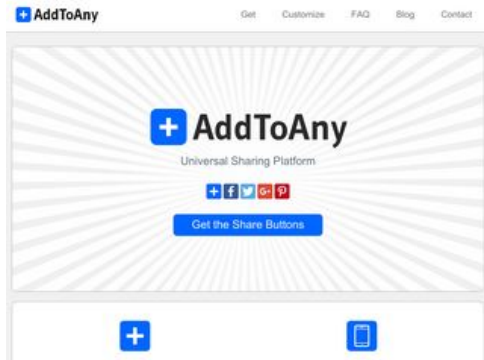 AddToAny
Get Customize FAQ Blog Contact
AddToAny
Universal Sharing Platform
Get the Share Buttons